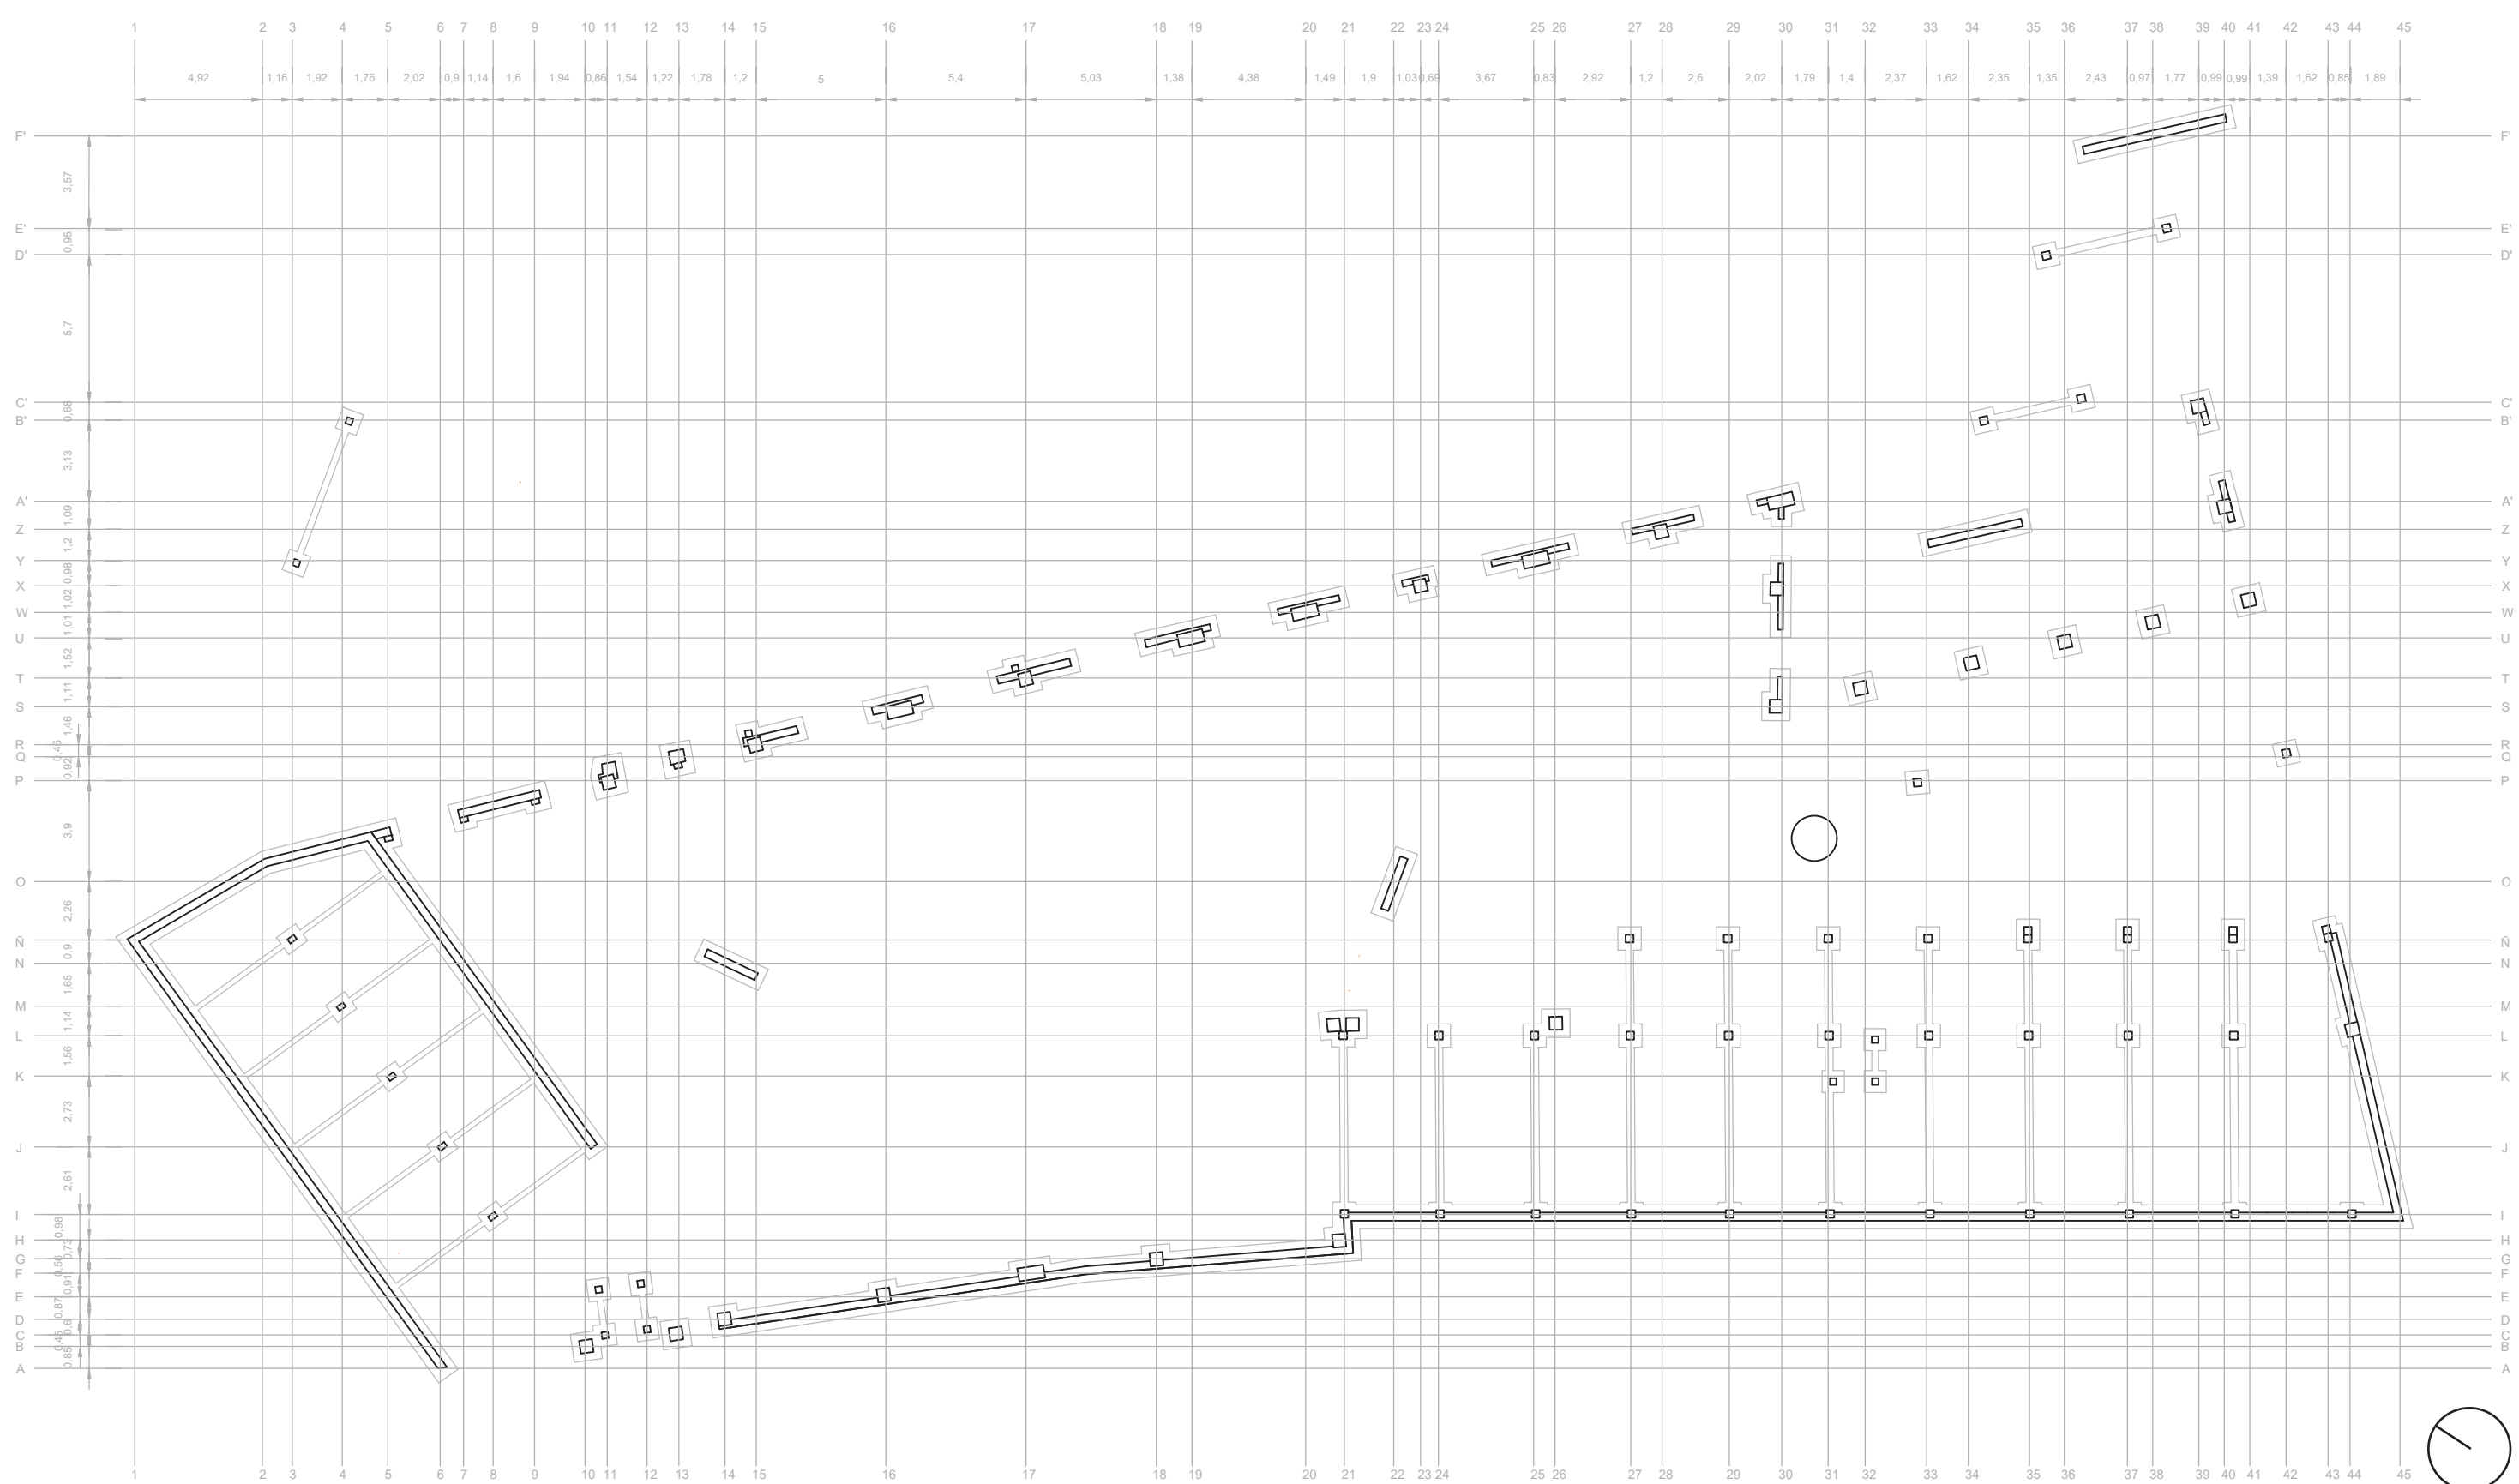 1 2 3 4 5 6 7 8 9 10 11 12 13 14 15 16 17 18 19 20 21 22 23 24 25 26 27 28 29 30 31 32 33 34 35 36 37 38 39 40 41 42 43 44 45
4,92 1,16 1,92 1,76 2,02 0,9 1,14 1,6 1,94 0,86 1,54 1,22 1,78 1,2 5 5,4 5,03 1,38 4,38 1,49 1,9 1,03 0,69 3,67 0,83 2,92 1,2 2,6 2,02 1,79 1,4 2,37 1,62 2,35 1,35 2,43 0,97 1,77 0,99 0,99 1,39 1,62 0,85 1,89
F' F'
3,57
E' E'
0,95
D' D'
5,7
C' C'
0,68
B' B'
3,13
A' A'
1,09
Z Z
1,2
Y Y
0,98
X X
1,02
W W
1,01
U U
1,52
T T
1,11
S S
1,46
R R
0,46
Q Q
0,92
P P
3,9
O O
2,26
Ñ Ñ
0,9
N N
1,65
M M
1,14
L L
1,56
K K
2,73
J J
2,61
I I
0,98
H H
0,73
G G
0,56
F F
0,91
E E
0,87
D D
0,6
C C
0,45
B B
0,85
A A
1 2 3 4 5 6 7 8 9 10 11 12 13 14 15 16 17 18 19 20 21 22 23 24 25 26 27 28 29 30 31 32 33 34 35 36 37 38 39 40 41 42 43 44 45